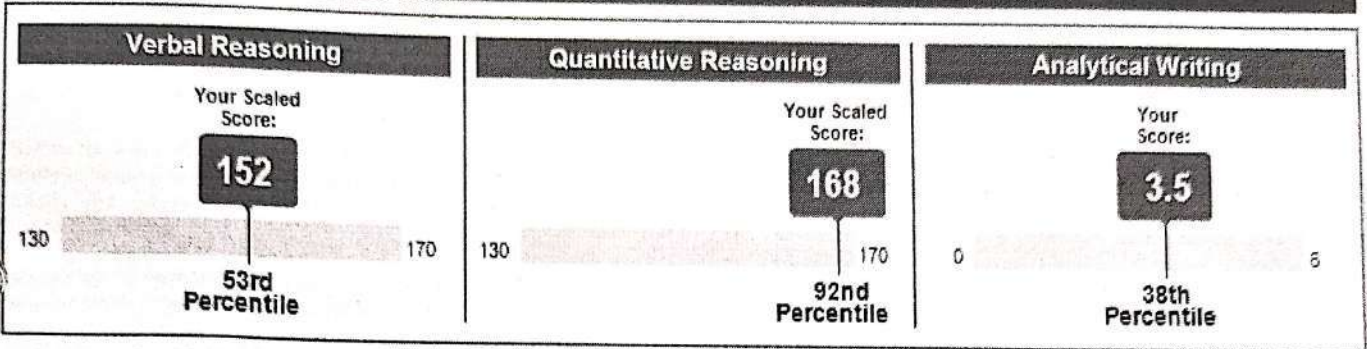 Verbal Reasoning
Your Scaled
Score:
152
130
170
53rd
Percentile
Quantitative Reasoning
Your Scaled
Score:
168
130
170
92nd
Percentile
Analytical Writing
Your
Score:
3.5
0
6
38th
Percentile